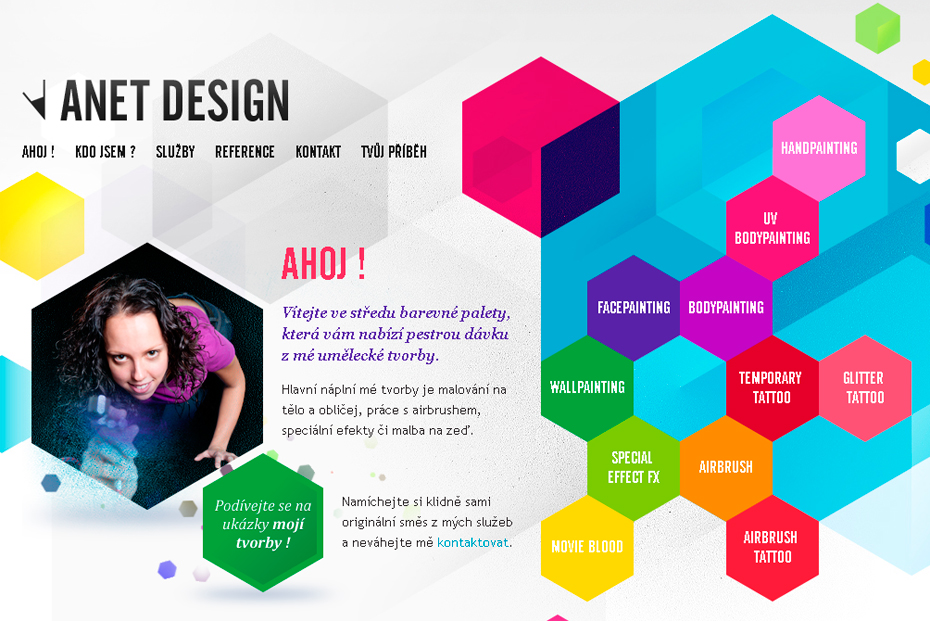 ANET DESIGN
AHOJ ! KDO JSEM ? SLUŽBY REFERENCE KONTAKT TVŮJ PŘÍBĚH
AHOJ !
Vítejte ve středu barevné palety,
která vám nabízí pestrou dávku
z mé umělecké tvorby.
Hlavní náplní mé tvorby je malování na
tělo a obličej, práce s airbrushem,
speciální efekty či malba na zeď.
Podívejte se na
ukázky mojí
tvorby !
Namíchejte si klidně sami
originální směs z mých služeb
a neváhejte mě kontaktovat.
HANDPAINTING
UV
BODYPAINTING
FACEPAINTING
BODYPAINTING
WALLPAINTING
TEMPORARY
TATTOO
GLITTER
TATTOO
SPECIAL
EFFECT FX
AIRBRUSH
MOVIE BLOOD
AIRBRUSH
TATTOO